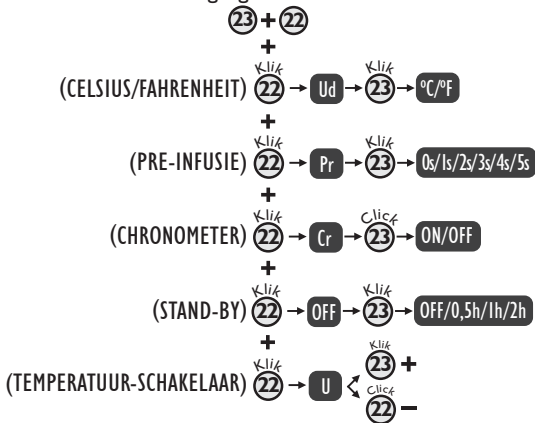 23 + 22
+
Klik Klik
(CELSIUS/FAHRENHEIT) 22 → Ud → 23 → ºC/ºF
+
Klik Klik
(PRE-INFUSIE) 22 → Pr → 23 → 0s/1s/2s/3s/4s/5s
+
Klik Click
(CHRONOMETER) 22 → Cr → 23 → ON/OFF
+
Klik Klik
(STAND-BY) 22 → OFF → 23 → OFF/0,5h/1h/2h
+
Klik Klik
23 +
(TEMPERATUUR-SCHAKELAAR) 22 → U
Click
22 −